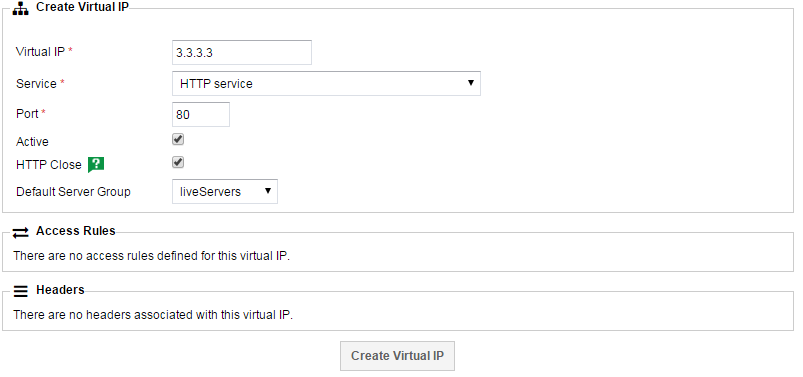 Create Virtual IP
Virtual IP * 3.3.3.3
Service * HTTP service
Port * 80
Active
HTTP Close ?
Default Server Group liveServers
Access Rules
There are no access rules defined for this virtual IP.
Headers
There are no headers associated with this virtual IP.
Create Virtual IP